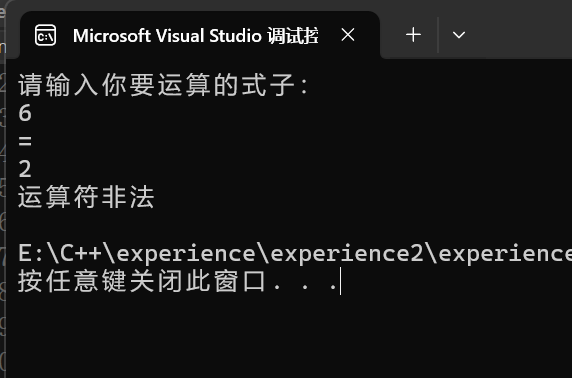 Microsoft Visual Studio 调试
请输入你要运算的式子:
6
=
2
运算符非法
E:\C++\experience\experience2\experience
按任意键关闭此窗口. . .